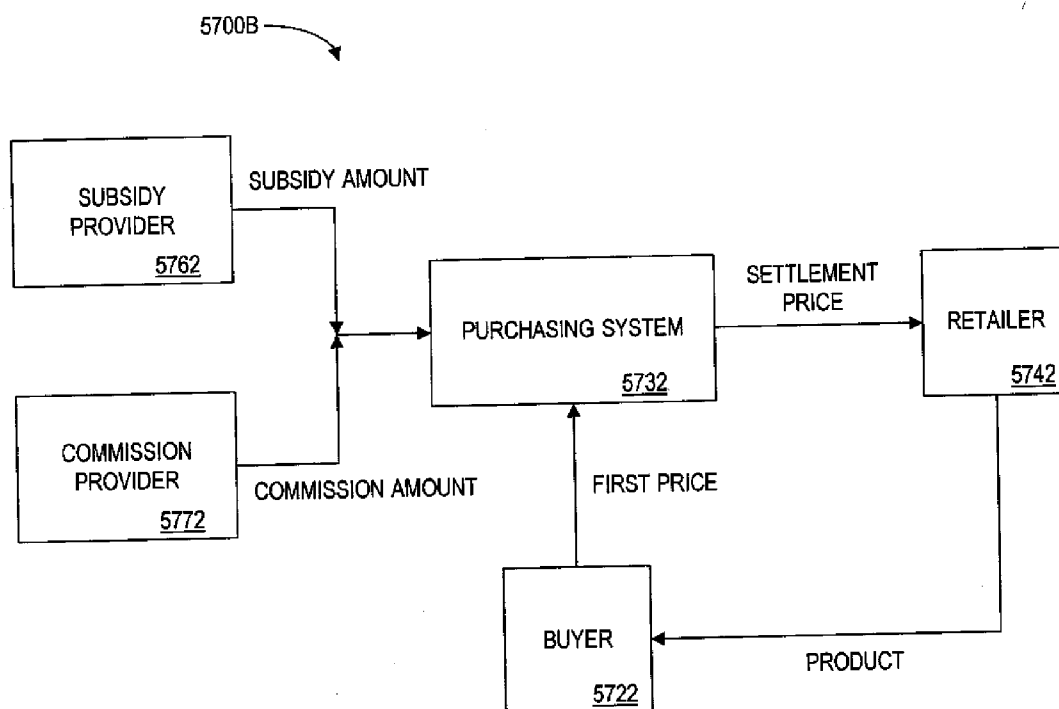 5700B
SUBSIDY
PROVIDER
5762
SUBSIDY AMOUNT
COMMISSION
PROVIDER
5772
COMMISSION AMOUNT
PURCHASING SYSTEM
5732
SETTLEMENT
PRICE
RETAILER
5742
FIRST PRICE
BUYER
5722
PRODUCT